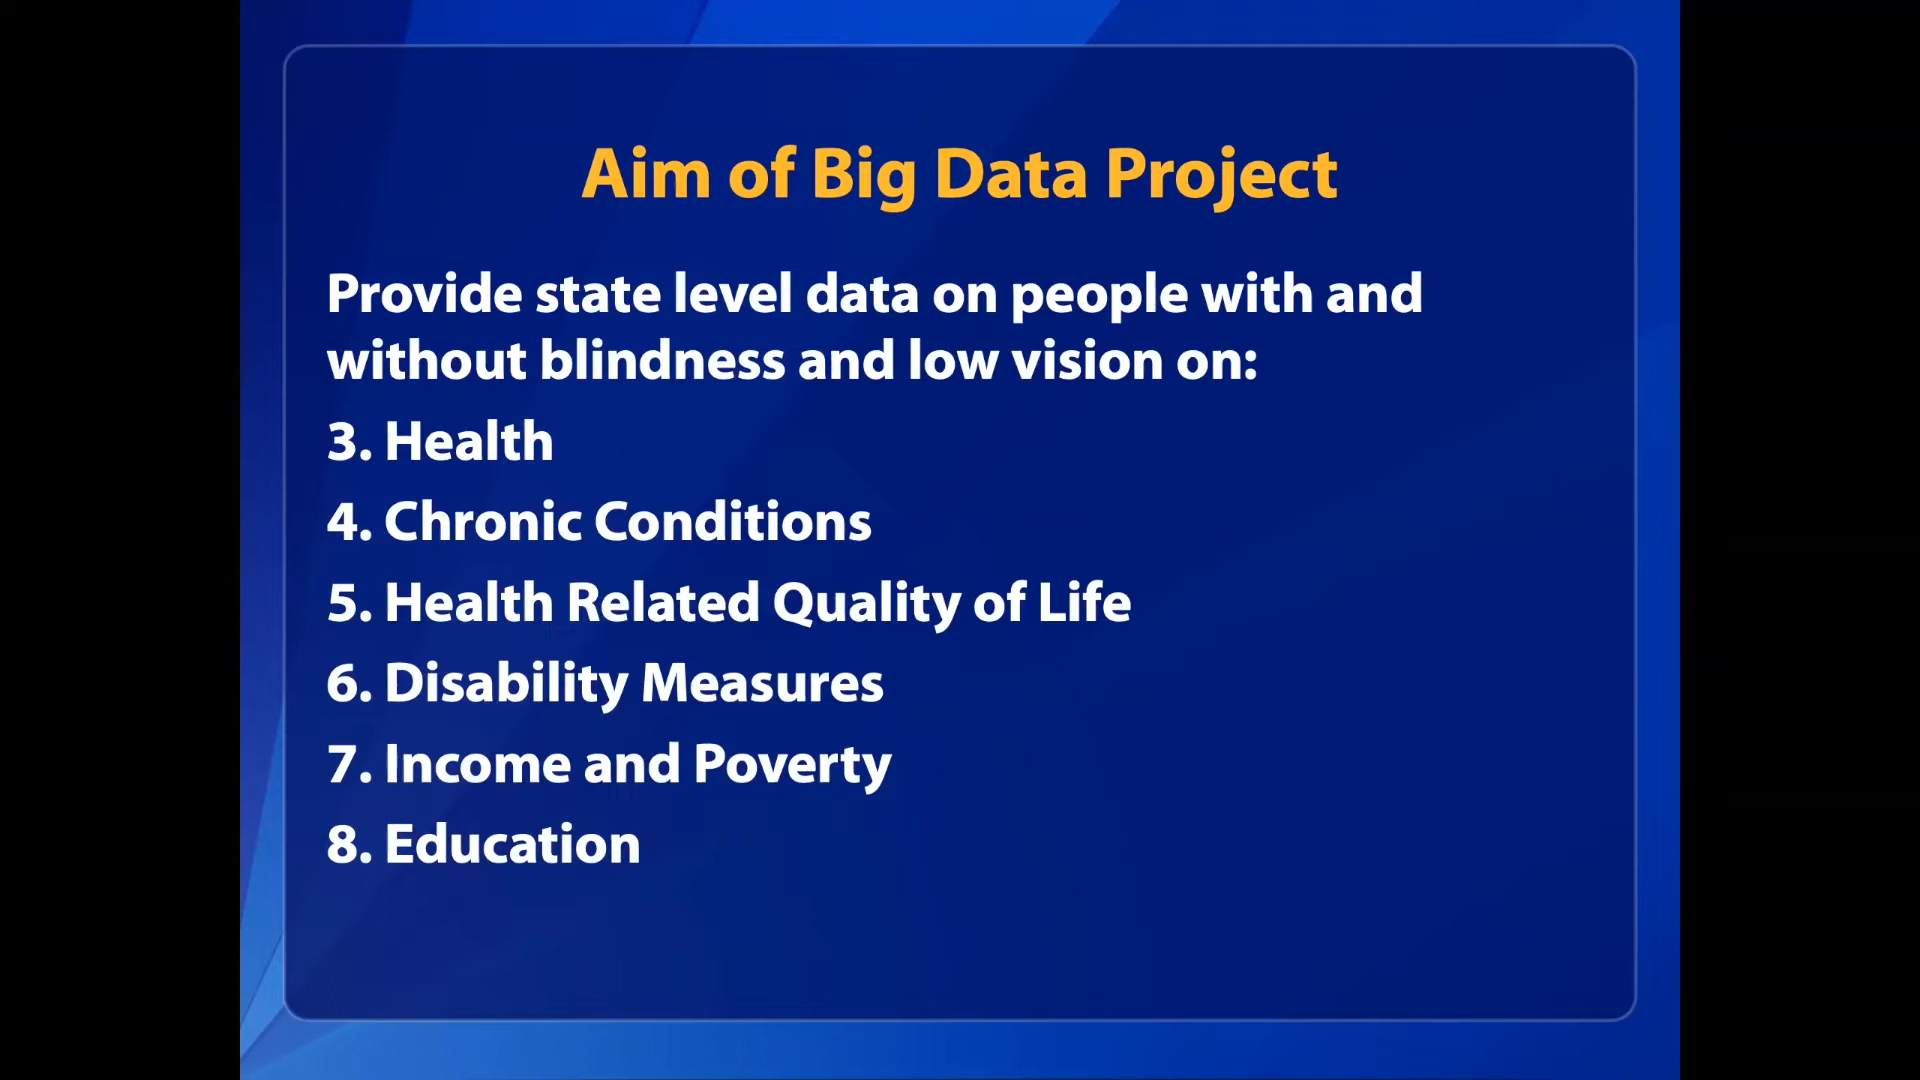 Aim of Big Data Project
Provide state level data on people with and
without blindness and low vision on:
3. Health
4. Chronic Conditions
5. Health Related Quality of Life
6. Disability Measures
7. Income and Poverty
8. Education